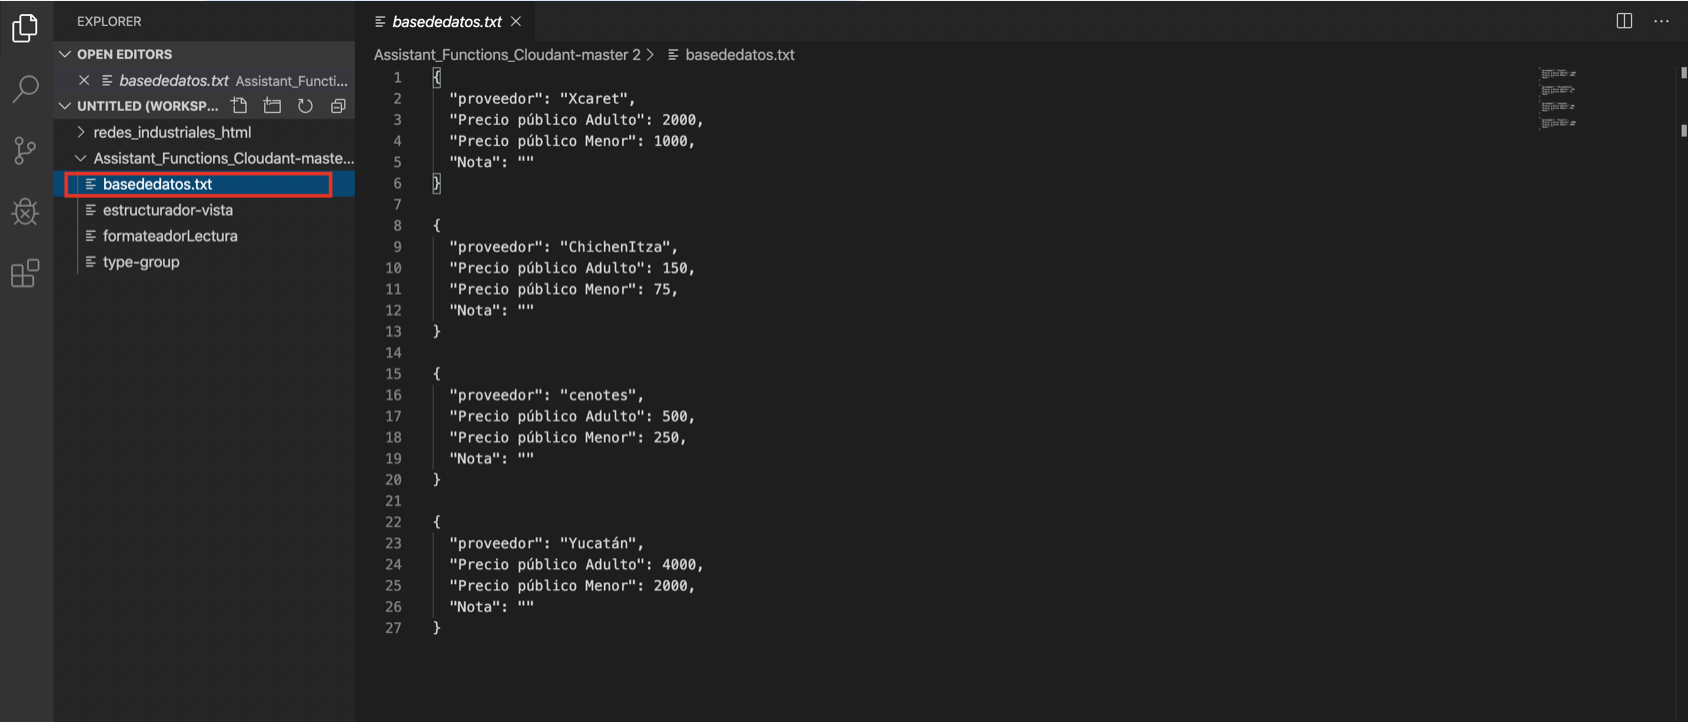 EXPLORER
OPEN EDITORS
basededatos.txt Assistant_Functi...
UNTITLED (WORKSP...
redes_industriales_html
Assistant_Functions_Cloudant-maste...
basededatos.txt
estructurador-vista
formateadorLectura
type-group
basededatos.txt
Assistant_Functions_Cloudant-master 2 > basededatos.txt
1 {
2 "proveedor": "Xcaret",
3 "Precio público Adulto": 2000,
4 "Precio público Menor": 1000,
5 "Nota": ""
6 }
7
8 {
9 "proveedor": "ChichenItza",
10 "Precio público Adulto": 150,
11 "Precio público Menor": 75,
12 "Nota": ""
13 }
14
15 {
16 "proveedor": "cenotes",
17 "Precio público Adulto": 500,
18 "Precio público Menor": 250,
19 "Nota": ""
20 }
21
22 {
23 "proveedor": "Yucatán",
24 "Precio público Adulto": 4000,
25 "Precio público Menor": 2000,
26 "Nota": ""
27 }